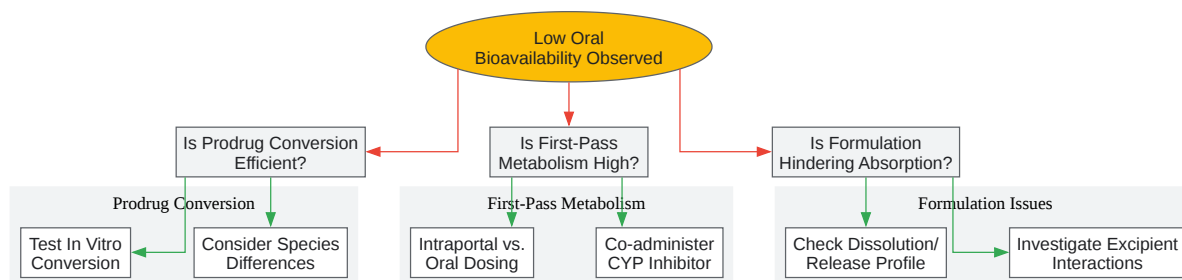 Low Oral
Bioavailability Observed
Is Prodrug Conversion
Efficient?
Is First-Pass
Metabolism High?
Is Formulation
Hindering Absorption?
Prodrug Conversion
First-Pass Metabolism
Formulation Issues
Test In Vitro
Conversion
Consider Species
Differences
Intraportal vs.
Oral Dosing
Co-administer
CYP Inhibitor
Check Dissolution/
Release Profile
Investigate Excipient
Interactions